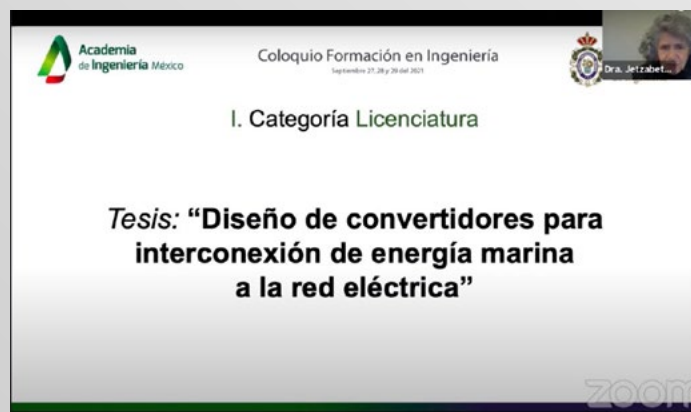 Academia
de Ingeniería México
Coloquio Formación en Ingeniería
Septiembre 27, 28 y 29 del 2021
Dra. Jetzabet...
I. Categoría Licenciatura
Tesis: “Diseño de convertidores para
interconexión de energía marina
a la red eléctrica”
zoom